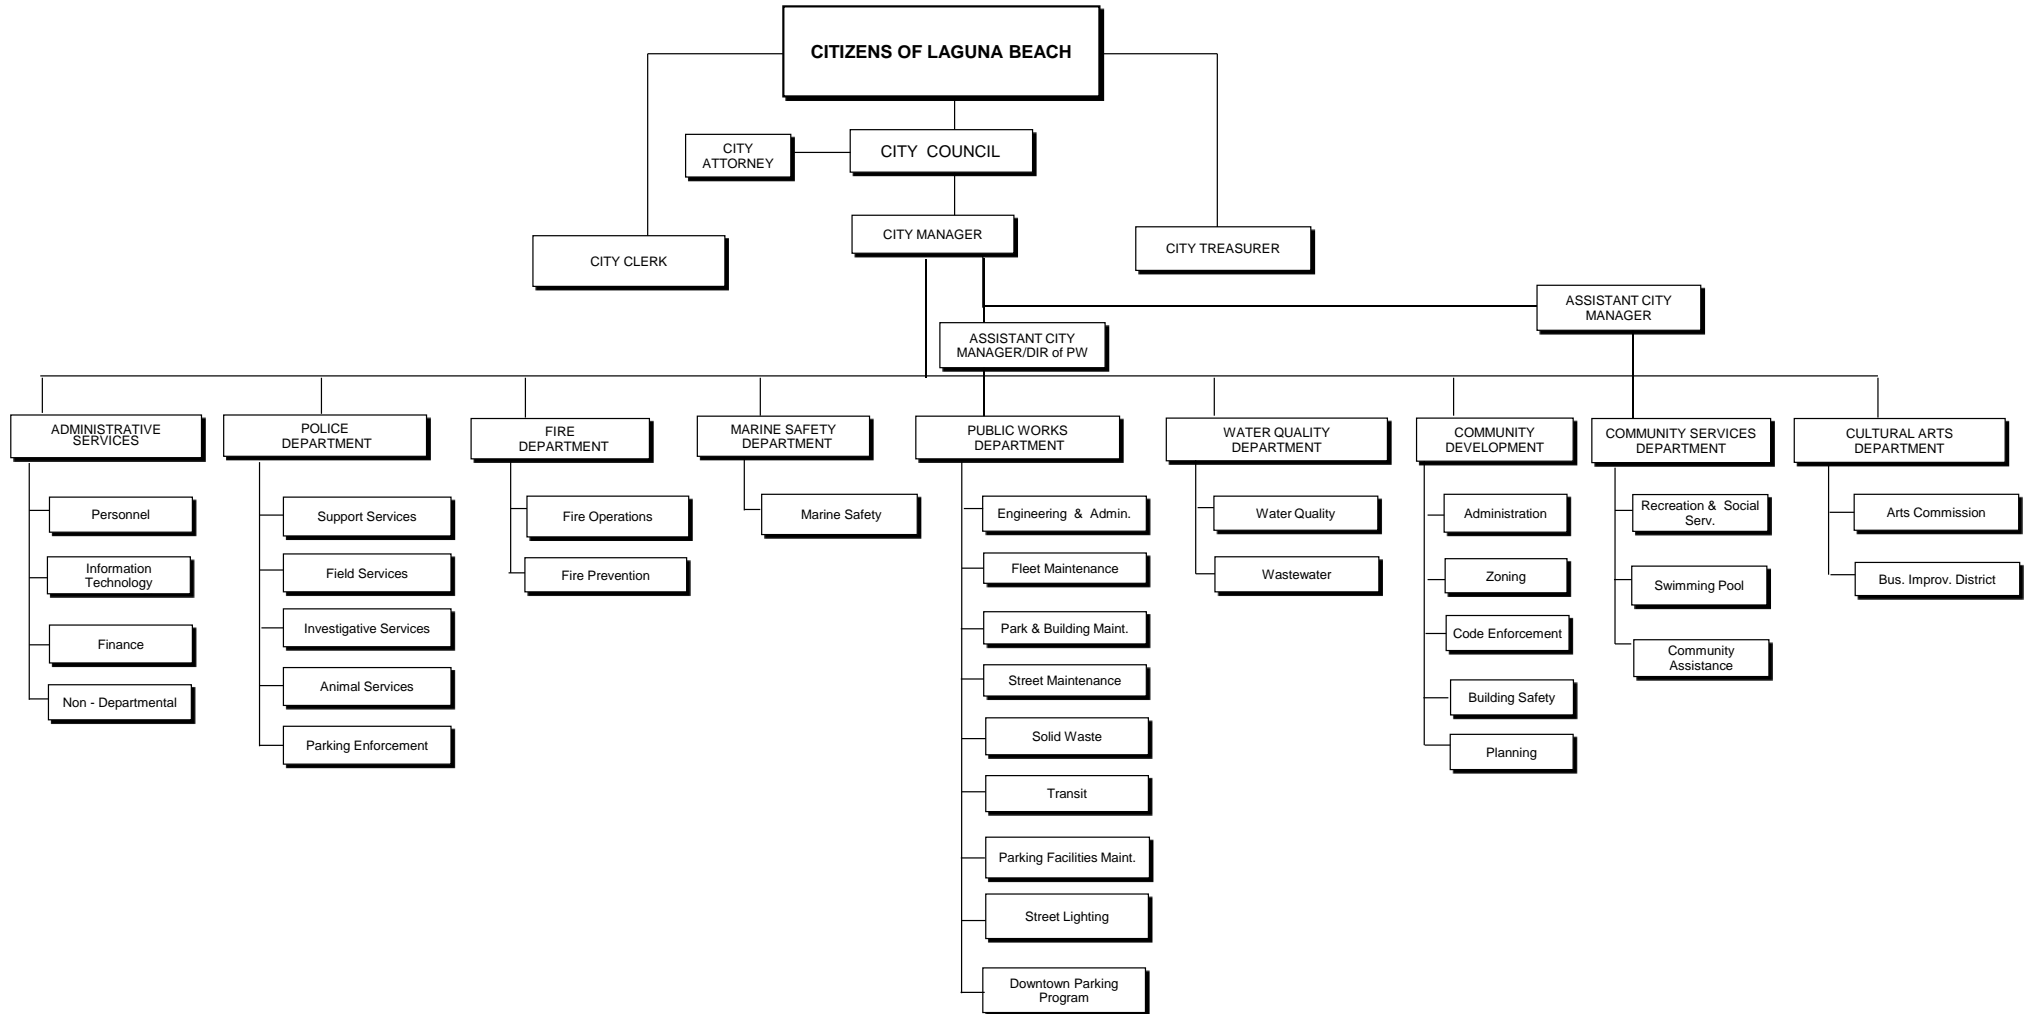 CITIZENS OF LAGUNA BEACH
CITY
ATTORNEY
CITY COUNCIL
CITY MANAGER
CITY CLERK
CITY TREASURER
ASSISTANT CITY
MANAGER
ASSISTANT CITY
MANAGER/DIR of PW
ADMINISTRATIVE
SERVICES
Personnel
Information
Technology
Finance
Non - Departmental
POLICE
DEPARTMENT
Support Services
Field Services
Investigative Services
Animal Services
Parking Enforcement
FIRE
DEPARTMENT
Fire Operations
Fire Prevention
MARINE SAFETY
DEPARTMENT
Marine Safety
PUBLIC WORKS
DEPARTMENT
Engineering & Admin.
Fleet Maintenance
Park & Building Maint.
Street Maintenance
Solid Waste
Transit
Parking Facilities Maint.
Street Lighting
Downtown Parking
Program
WATER QUALITY
DEPARTMENT
Water Quality
Wastewater
COMMUNITY
DEVELOPMENT
Administration
Zoning
Code Enforcement
Building Safety
Planning
COMMUNITY SERVICES
DEPARTMENT
Recreation & Social
Serv.
Swimming Pool
Community
Assistance
CULTURAL ARTS
DEPARTMENT
Arts Commission
Bus. Improv. District